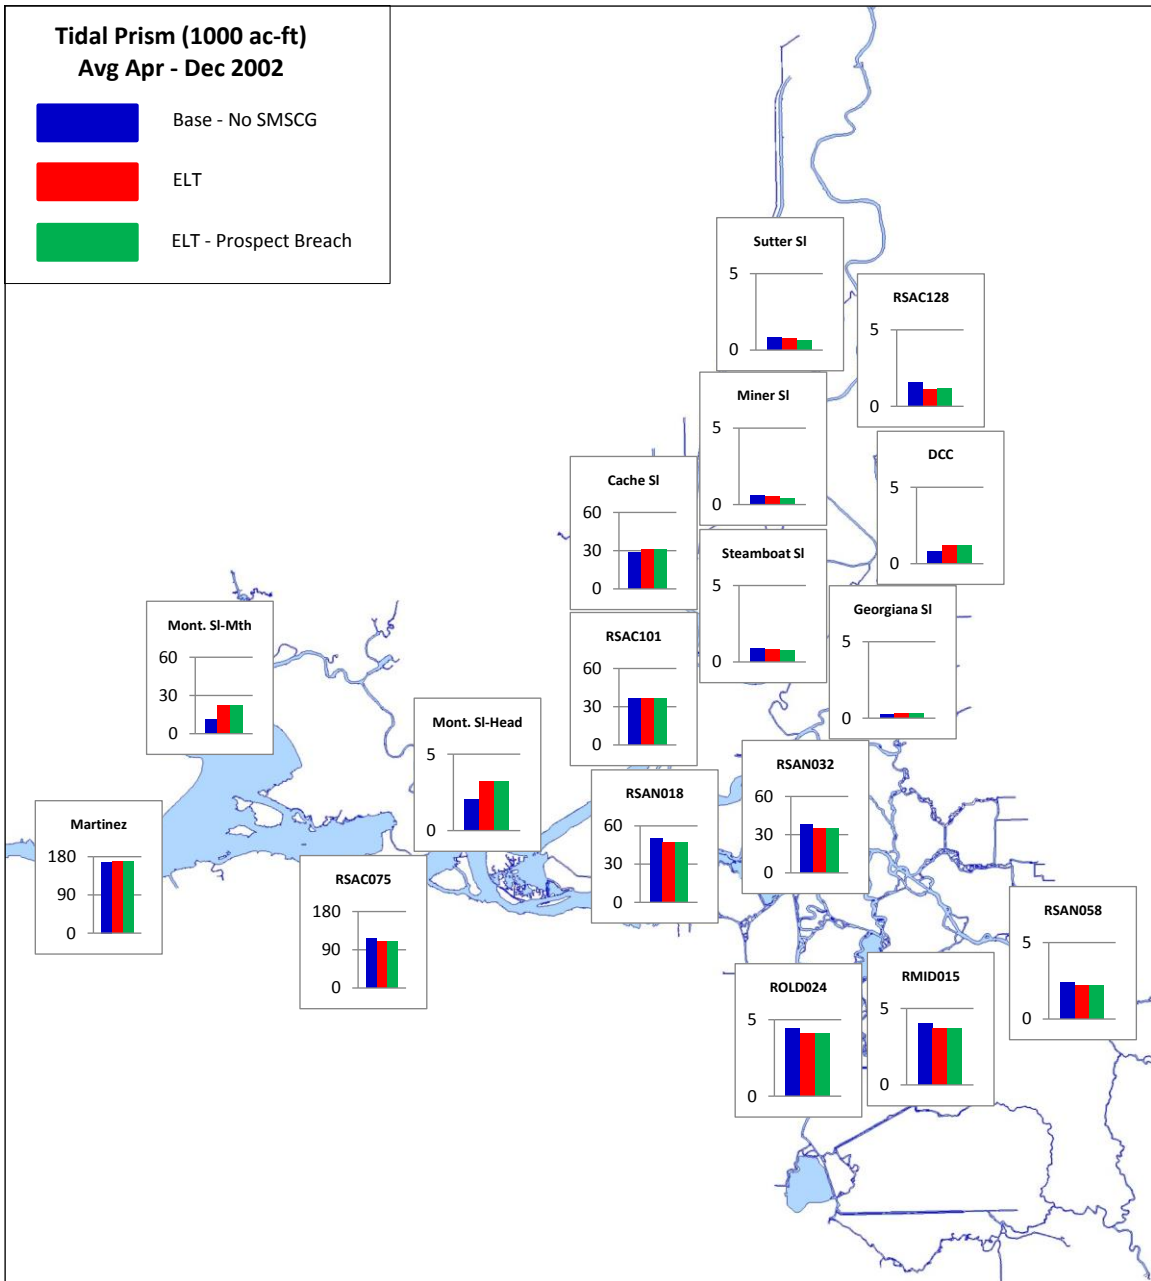 Tidal Prism (1000 ac-ft)
Avg Apr - Dec 2002
Base - No SMSCG
ELT
ELT - Prospect Breach
Sutter Sl
5
0
RSAC128
5
0
Miner Sl
5
0
DCC
5
0
Cache Sl
60
30
0
Steamboat Sl
5
0
Georgiana Sl
5
0
Mont. Sl-Mth
60
30
0
RSAC101
60
30
0
Mont. Sl-Head
5
0
RSAN032
60
30
0
RSAN018
60
30
0
Martinez
180
90
0
RSAC075
180
90
0
RSAN058
5
0
ROLD024
5
0
RMID015
5
0